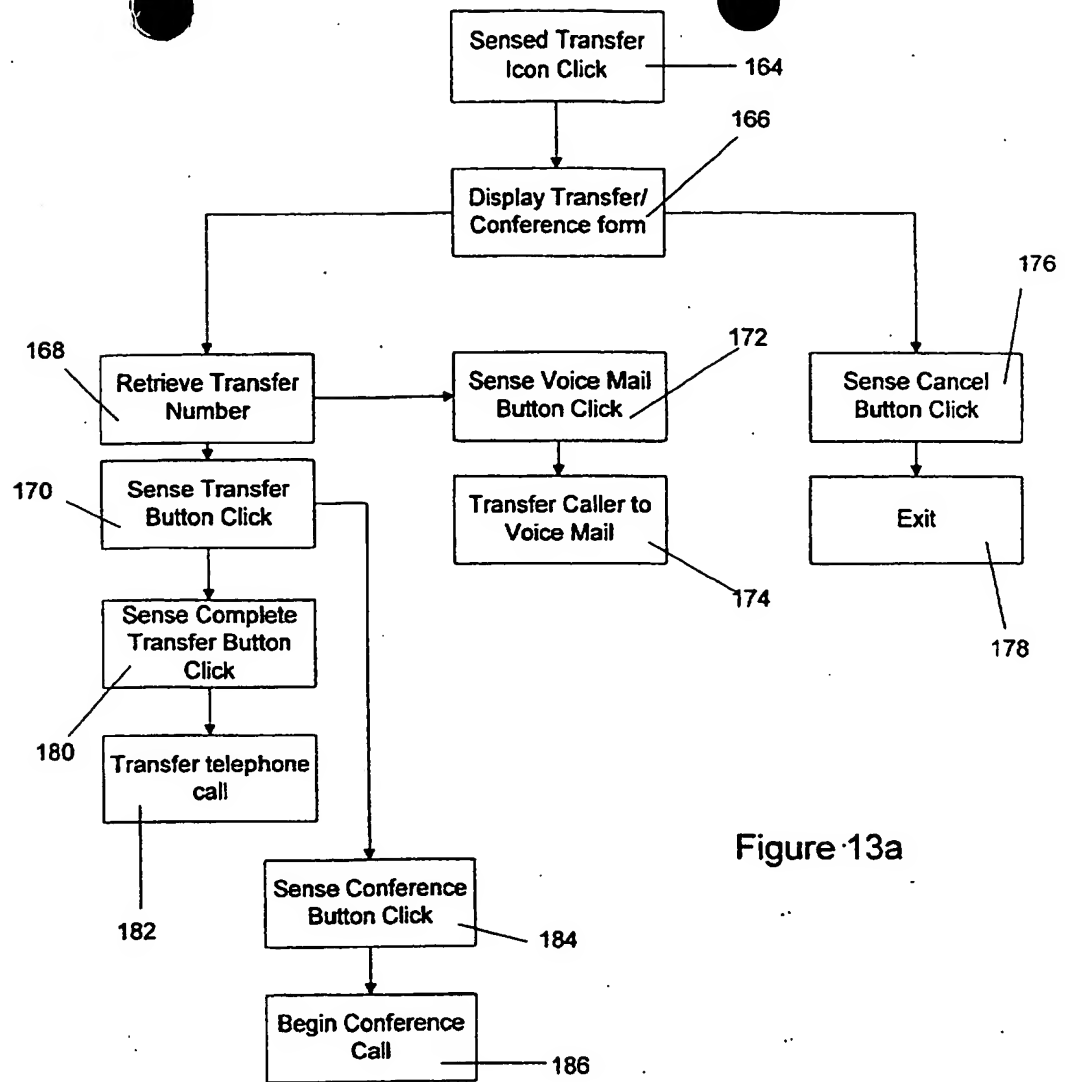 Sensed Transfer
Icon Click
164
166
Display Transfer/
Conference form
176
168
172
Retrieve Transfer
Number
Sense Voice Mail
Button Click
Sense Cancel
Button Click
170
Sense Transfer
Button Click
Transfer Caller to
Voice Mail
Exit
174
178
Sense Complete
Transfer Button
Click
180
Transfer telephone
call
182
Figure 13a
Sense Conference
Button Click
184
Begin Conference
Call
186